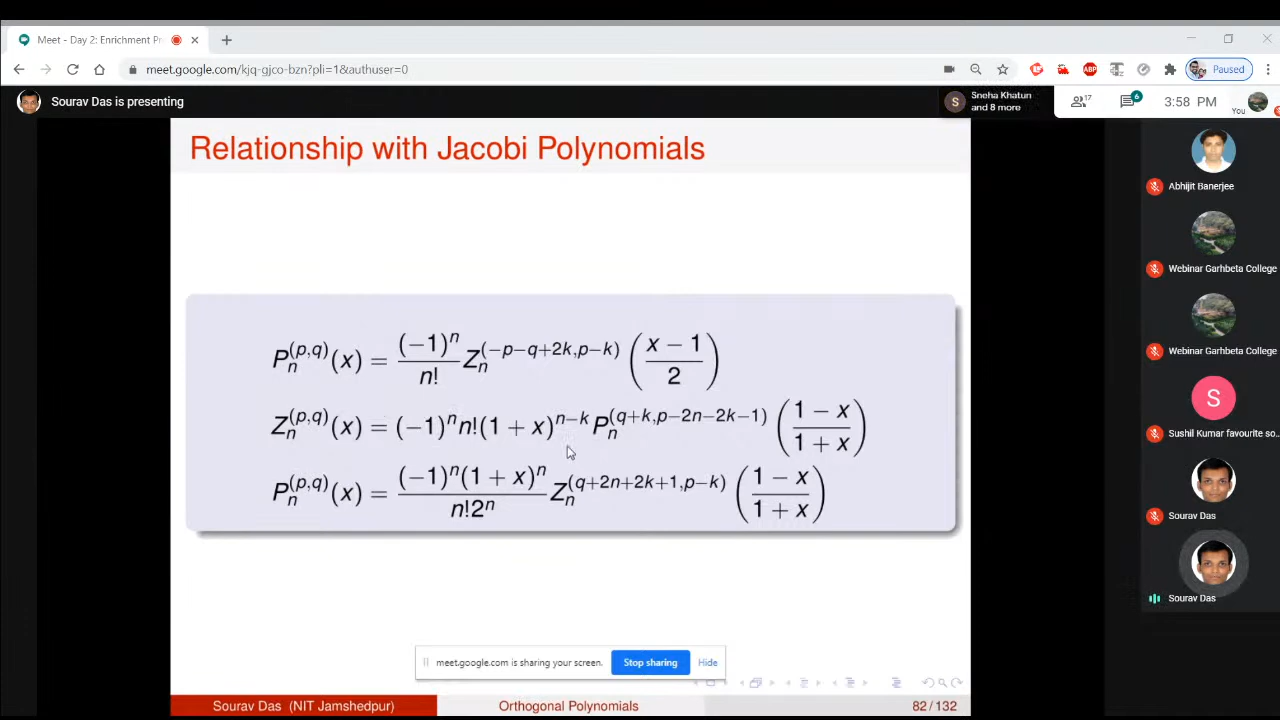 Meet - Day 2: Enrichment Pr
meet.google.com/kjq-gjco-bzn?pli=1&authuser=0
ABP
Paused
Sourav Das is presenting
S
Sneha Khatun
and 8 more
17
6
3:58 PM
You
Relationship with Jacobi Polynomials
P_n^{(p,q)}(x) = \frac{(-1)^n}{n!} Z_n^{(-p-q+2k,p-k)} \left( \frac{x-1}{2} \right)
Z_n^{(p,q)}(x) = (-1)^n n!(1+x)^{n-k} P_n^{(q+k,p-2n-2k-1)} \left( \frac{1-x}{1+x} \right)
P_n^{(p,q)}(x) = \frac{(-1)^n(1+x)^n}{n!2^n} Z_n^{(q+2n+2k+1,p-k)} \left( \frac{1-x}{1+x} \right)
meet.google.com is sharing your screen.
Stop sharing
Hide
Sourav Das (NIT Jamshedpur)
Orthogonal Polynomials
82 / 132
Abhijit Banerjee
Webinar Garhbeta College
Webinar Garhbeta College
S
Sushil Kumar favourite so...
Sourav Das
Sourav Das